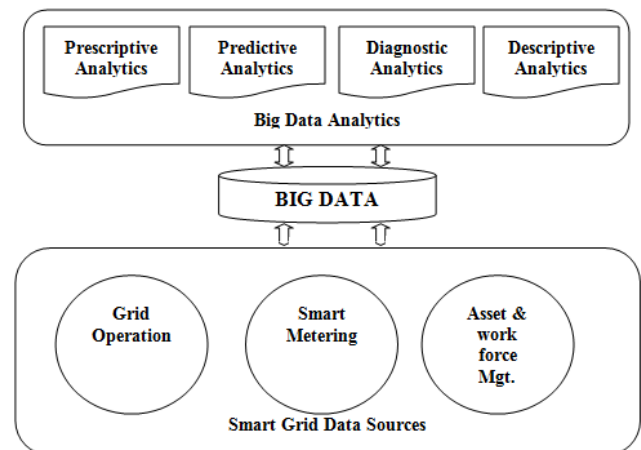 Prescriptive
Analytics
Predictive
Analytics
Diagnostic
Analytics
Descriptive
Analytics
Big Data Analytics
BIG DATA
Grid
Operation
Smart
Metering
Asset &
work
force
Mgt.
Smart Grid Data Sources